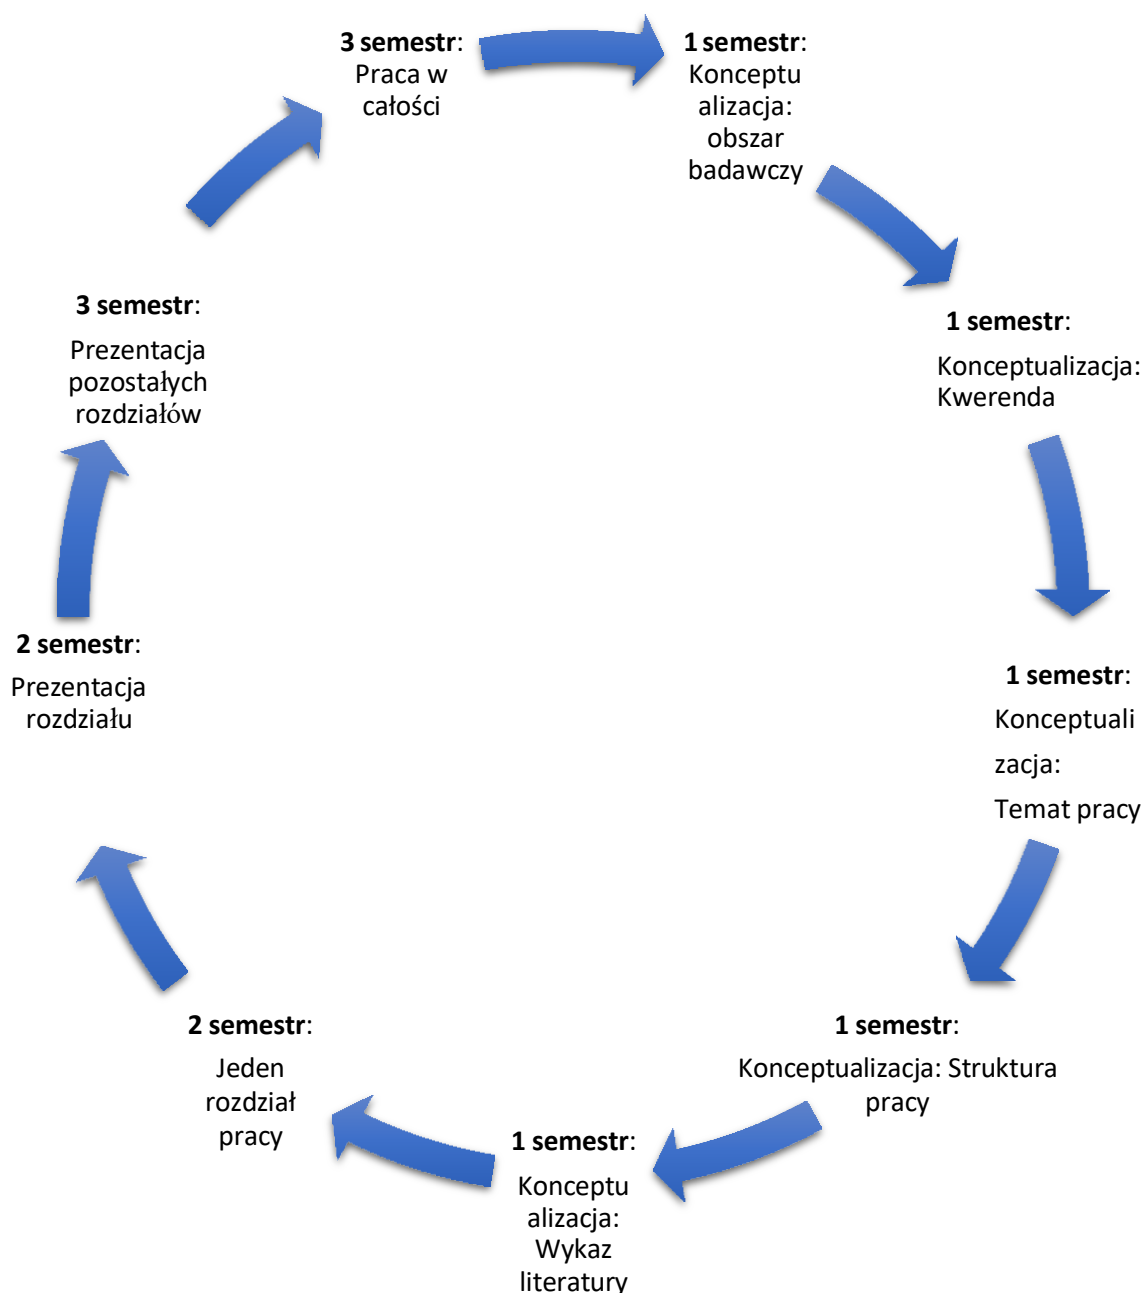 3 semestr:
Praca w
całości
1 semestr:
Konceptu
alizacja:
obszar
badawczy
1 semestr:
Konceptualizacja:
Kwerenda
1 semestr:
Konceptuali
zacja:
Temat pracy
1 semestr:
Konceptualizacja: Struktura
pracy
1 semestr:
Konceptu
alizacja:
Wykaz
literatury
2 semestr:
Jeden
rozdział
pracy
2 semestr:
Prezentacja
rozdziału
3 semestr:
Prezentacja
pozostałych
rozdziałów